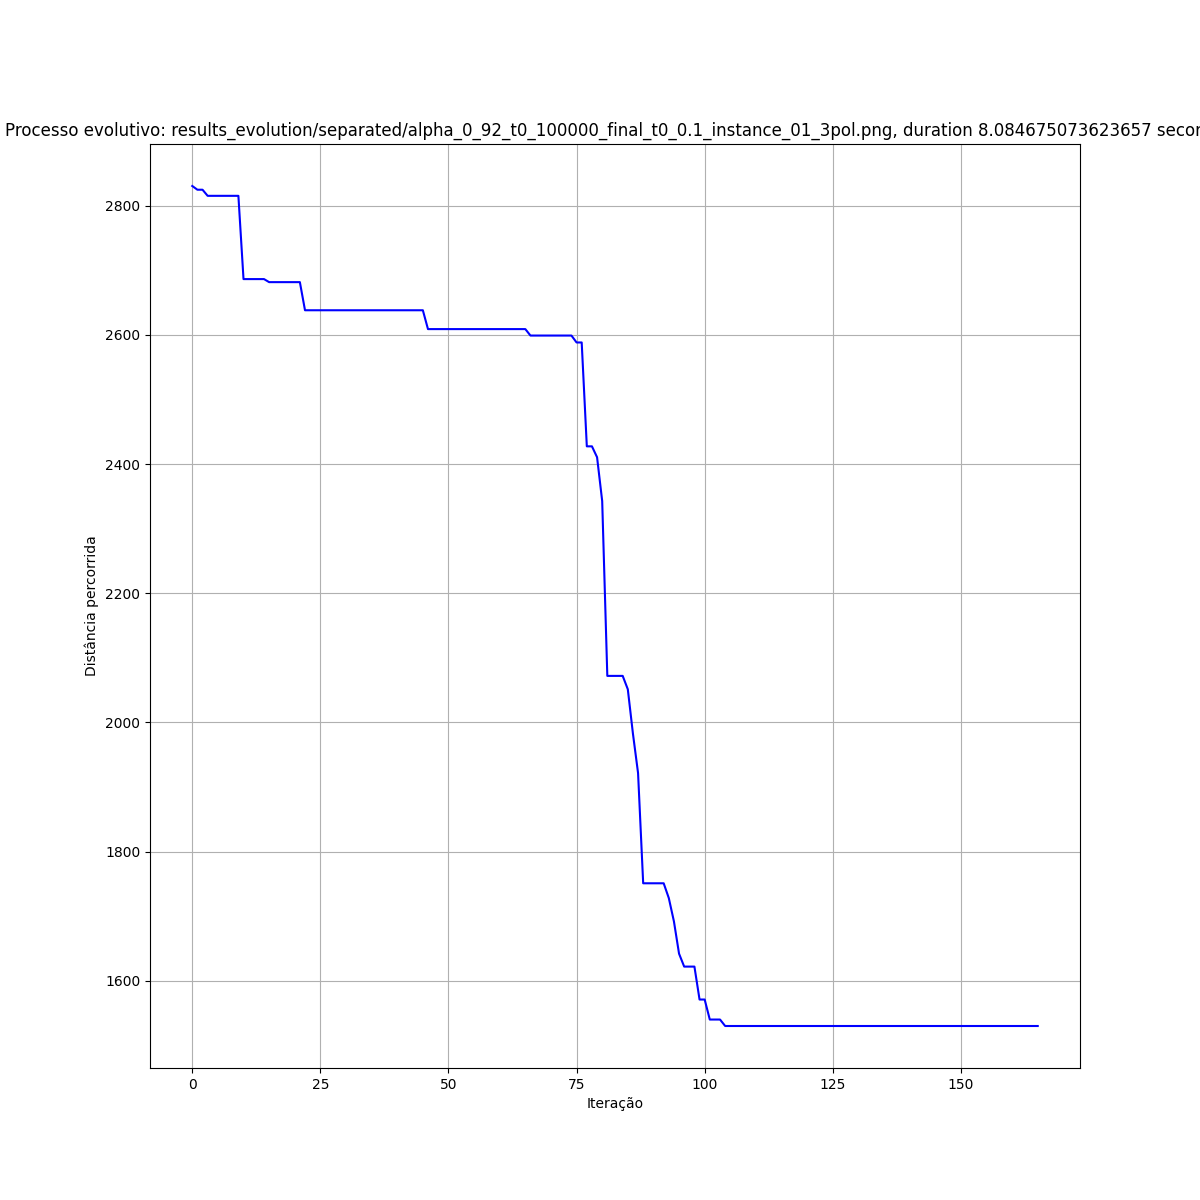 Processo evolutivo: results_evolution/separated/alpha_0_92_t0_100000_final_t0_0.1_instance_01_3pol.png, duration 8.084675073623657
2800
2600
2400
2200
2000
1800
1600
Distância percorrida
0 25 50 75 100 125 150
Iteração